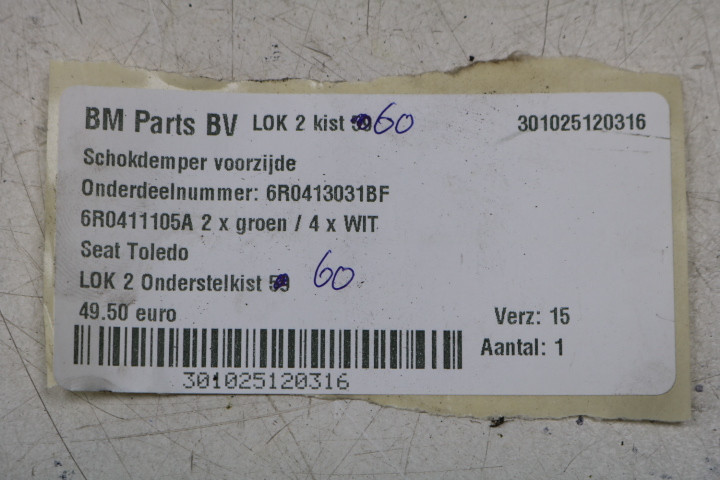 BM Parts BV LOK 2 kist 60 301025120316
Schokdemper voorzijde
Onderdeelnummer: 6R0413031BF
6R0411105A 2 x groen / 4 x WIT
Seat Toledo
LOK 2 Onderstelkist 60
49.50 euro Verz: 15
Aantal: 1
301025120316